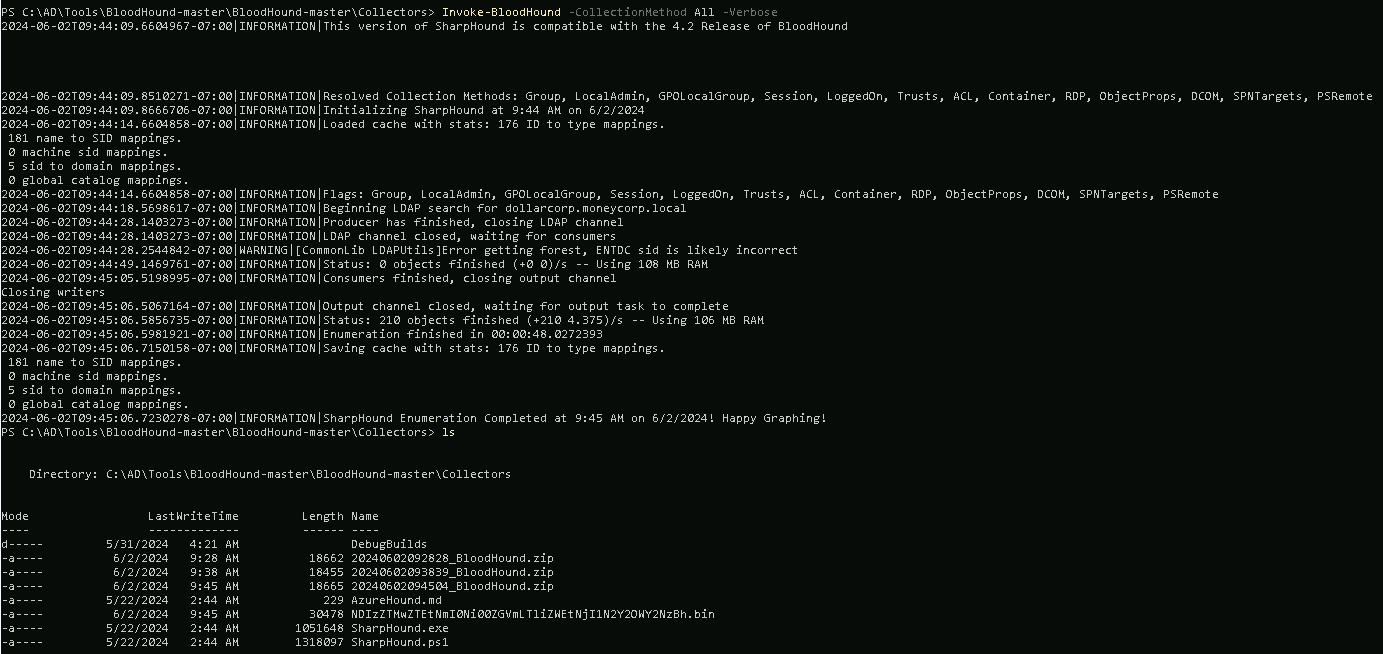 PS C:\AD\Tools\BloodHound-master\BloodHound-master\Collectors> Invoke-BloodHound -CollectionMethod All -Verbose
2024-06-02T09:44:09.6604967-07:00|INFORMATION|This version of SharpHound is compatible with the 4.2 Release of BloodHound
2024-06-02T09:44:09.8510271-07:00|INFORMATION|Resolved Collection Methods: Group, LocalAdmin, GPOLocalGroup, Session, LoggedOn, Trusts, ACL, Container, RDP, ObjectProps, DCOM, SPNTargets, PSRemote
2024-06-02T09:44:09.8666706-07:00|INFORMATION|Initializing SharpHound at 9:44 AM on 6/2/2024
2024-06-02T09:44:14.6604858-07:00|INFORMATION|Loaded cache with stats: 176 ID to type mappings.
181 name to SID mappings.
0 machine sid mappings.
5 sid to domain mappings.
0 global catalog mappings.
2024-06-02T09:44:14.6604858-07:00|INFORMATION|Flags: Group, LocalAdmin, GPOLocalGroup, Session, LoggedOn, Trusts, ACL, Container, RDP, ObjectProps, DCOM, SPNTargets, PSRemote
2024-06-02T09:44:18.5698617-07:00|INFORMATION|Beginning LDAP search for dollarcorp.moneycorp.local
2024-06-02T09:44:28.1403273-07:00|INFORMATION|Producer has finished, closing LDAP channel
2024-06-02T09:44:28.1403273-07:00|INFORMATION|LDAP channel closed, waiting for consumers
2024-06-02T09:44:28.2544842-07:00|WARNING|[CommonLib LDAPUtils]Error getting forest, ENTDC sid is likely incorrect
2024-06-02T09:44:49.1469761-07:00|INFORMATION|Status: 0 objects finished (+0 0)/s -- Using 108 MB RAM
2024-06-02T09:45:05.5198995-07:00|INFORMATION|Consumers finished, closing output channel
Closing writers
2024-06-02T09:45:06.5067164-07:00|INFORMATION|Output channel closed, waiting for output task to complete
2024-06-02T09:45:06.5856735-07:00|INFORMATION|Status: 210 objects finished (+210 4.375)/s -- Using 106 MB RAM
2024-06-02T09:45:06.5981921-07:00|INFORMATION|Enumeration finished in 00:00:48.0272393
2024-06-02T09:45:06.7150158-07:00|INFORMATION|Saving cache with stats: 176 ID to type mappings.
181 name to SID mappings.
0 machine sid mappings.
5 sid to domain mappings.
0 global catalog mappings.
2024-06-02T09:45:06.7230278-07:00|INFORMATION|SharpHound Enumeration Completed at 9:45 AM on 6/2/2024! Happy Graphing!
PS C:\AD\Tools\BloodHound-master\BloodHound-master\Collectors> ls
Directory: C:\AD\Tools\BloodHound-master\BloodHound-master\Collectors
Mode LastWriteTime Length Name
---- ------------- ------ ----
d----- 5/31/2024 4:21 AM DebugBuilds
-a---- 6/2/2024 9:28 AM 18662 20240602092828_BloodHound.zip
-a---- 6/2/2024 9:38 AM 18455 20240602093839_BloodHound.zip
-a---- 6/2/2024 9:45 AM 18665 20240602094504_BloodHound.zip
-a---- 5/22/2024 2:44 AM 229 AzureHound.md
-a---- 6/2/2024 9:45 AM 30478 NDIzZTMwZTEtNmI0Ni00ZGVmLTliZWEtNjI1N2Y2OWY2NzBh.bin
-a---- 5/22/2024 2:44 AM 1051648 SharpHound.exe
-a---- 5/22/2024 2:44 AM 1318097 SharpHound.ps1